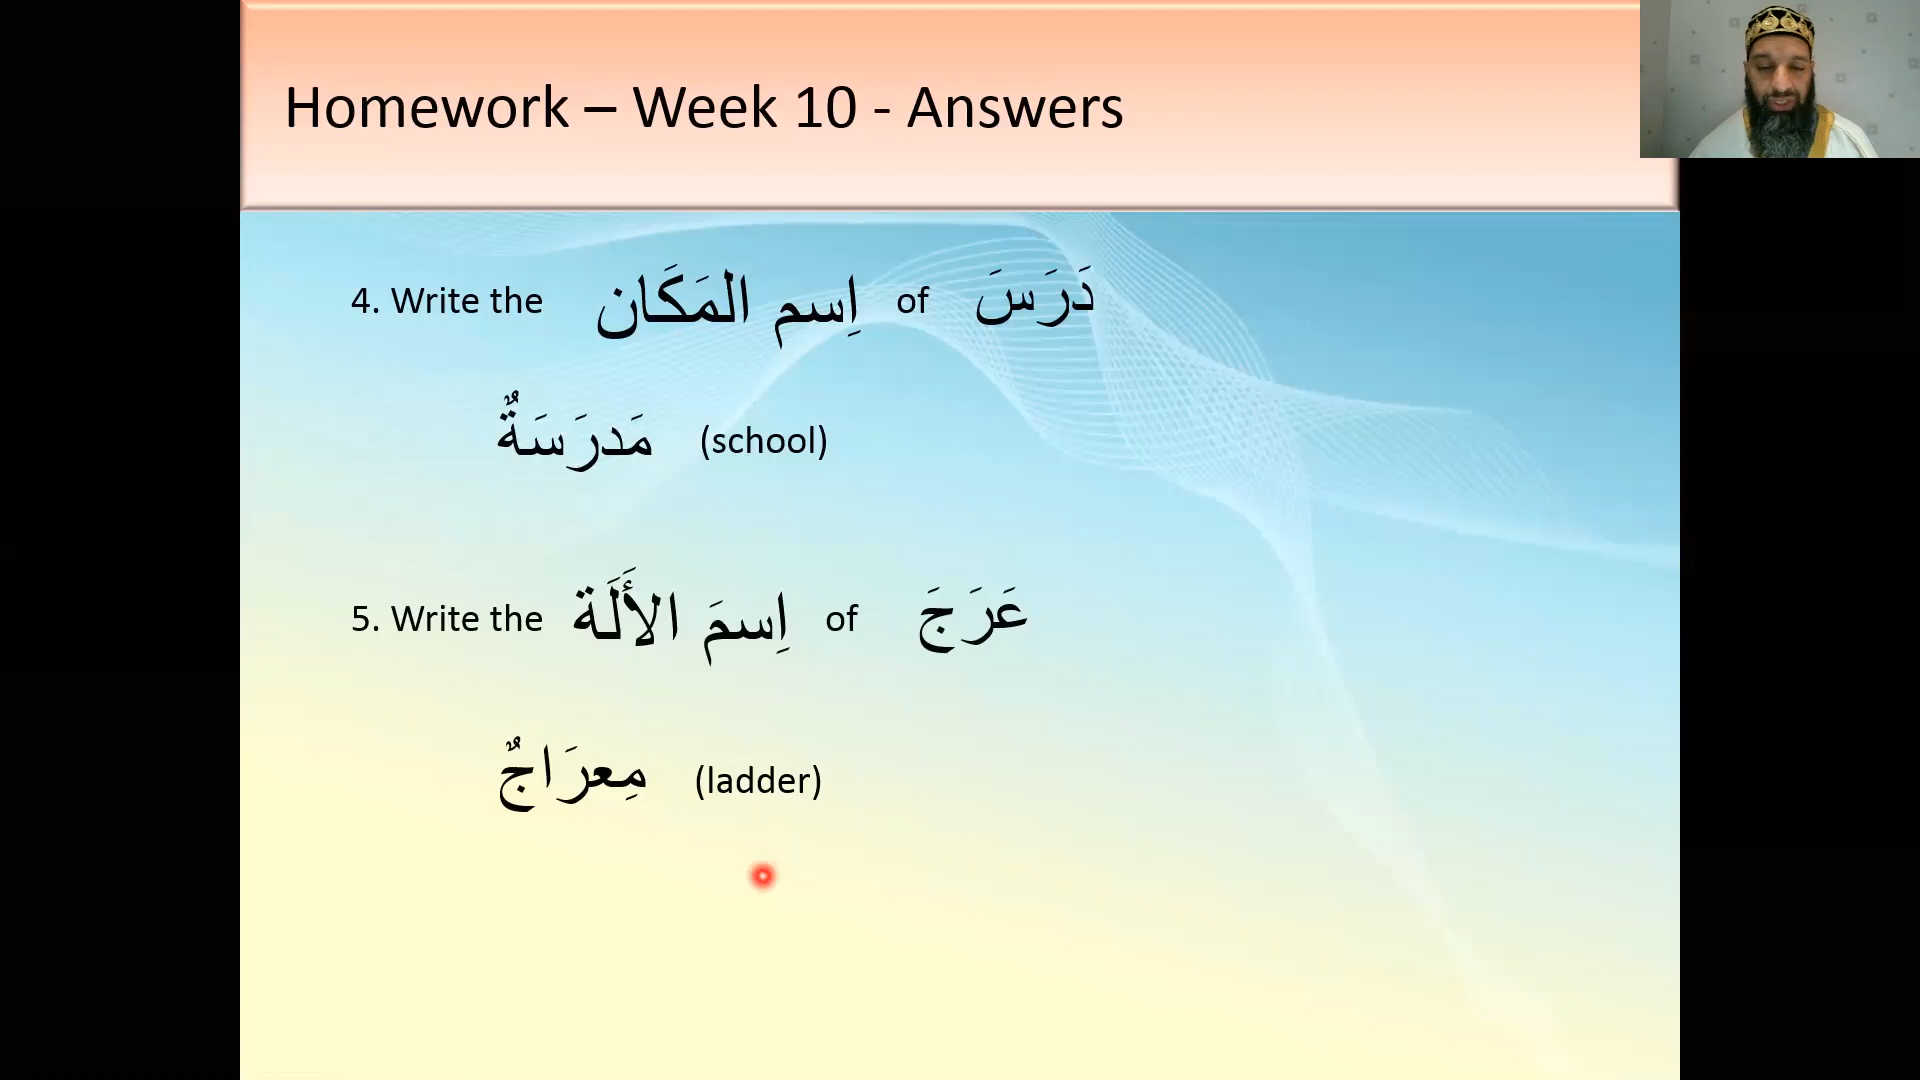 Homework – Week 10 - Answers
4. Write the اِسم المَكَان of دَرَسَ
مَدرَسَةٌ (school)
5. Write the اِسمَ الأَلَة of عَرَجَ
مِعرَاجٌ (ladder)